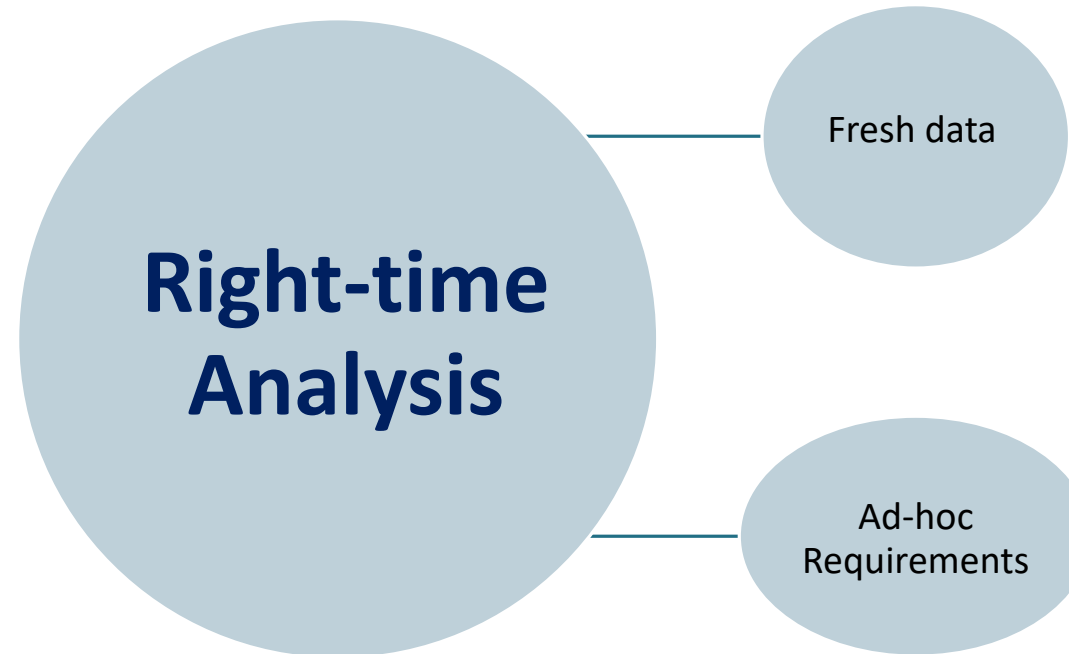 Right-time
Analysis
Fresh data
Ad-hoc
Requirements